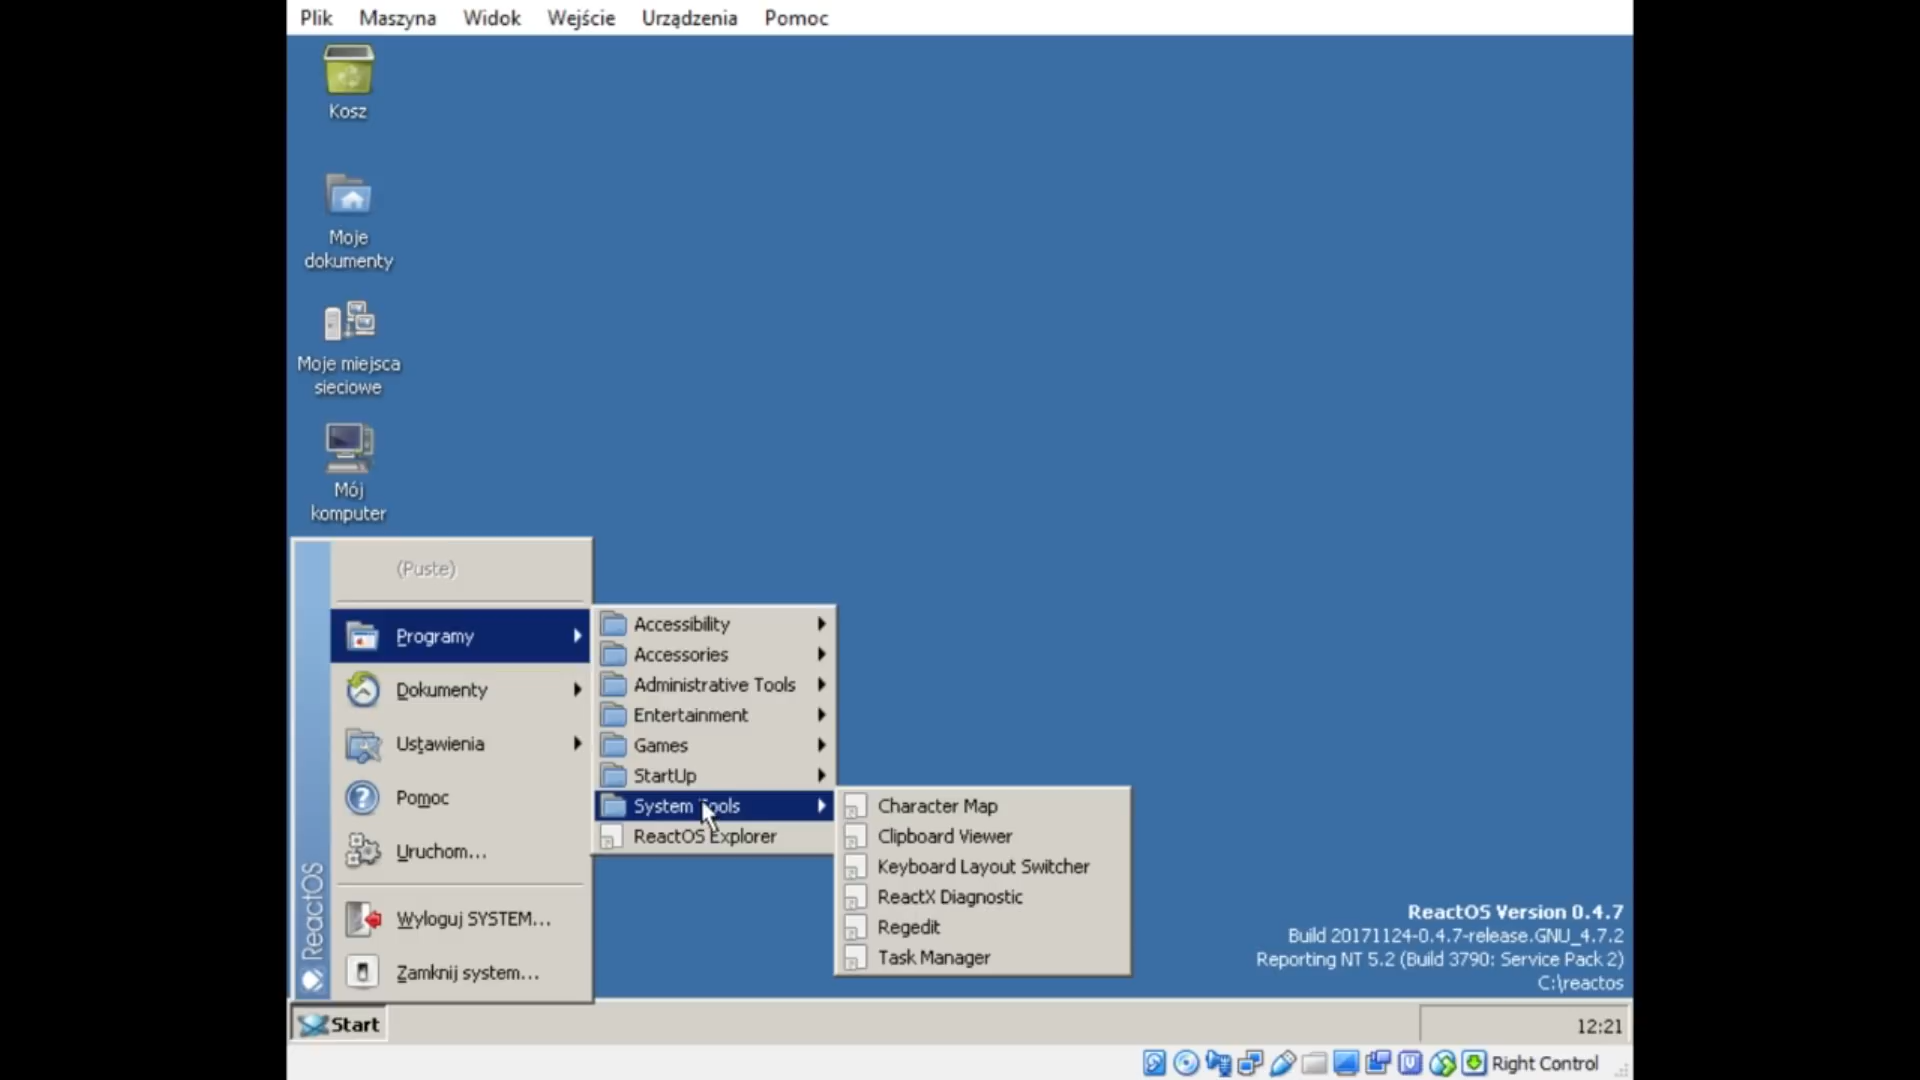 Plik Maszyna Widok Wejście Urządzenia Pomoc
Kosz
Moje
dokumenty
Moje miejsca
sieciowe
Mój
komputer
(Puste)
Programy
Dokumenty
Ustawienia
Pomoc
Uruchom...
Wyloguj SYSTEM...
Zamknij system...
ReactOS
Accessibility
Accessories
Administrative Tools
Entertainment
Games
StartUp
System Tools
ReactOS Explorer
Character Map
Clipboard Viewer
Keyboard Layout Switcher
ReactX Diagnostic
Regedit
Task Manager
ReactOS Version 0.4.7
Build 20171124-0.4.7-release.GNU_4.7.2
Reporting NT 5.2 (Build 3790: Service Pack 2)
C:\reactos
Start
12:21
Right Control